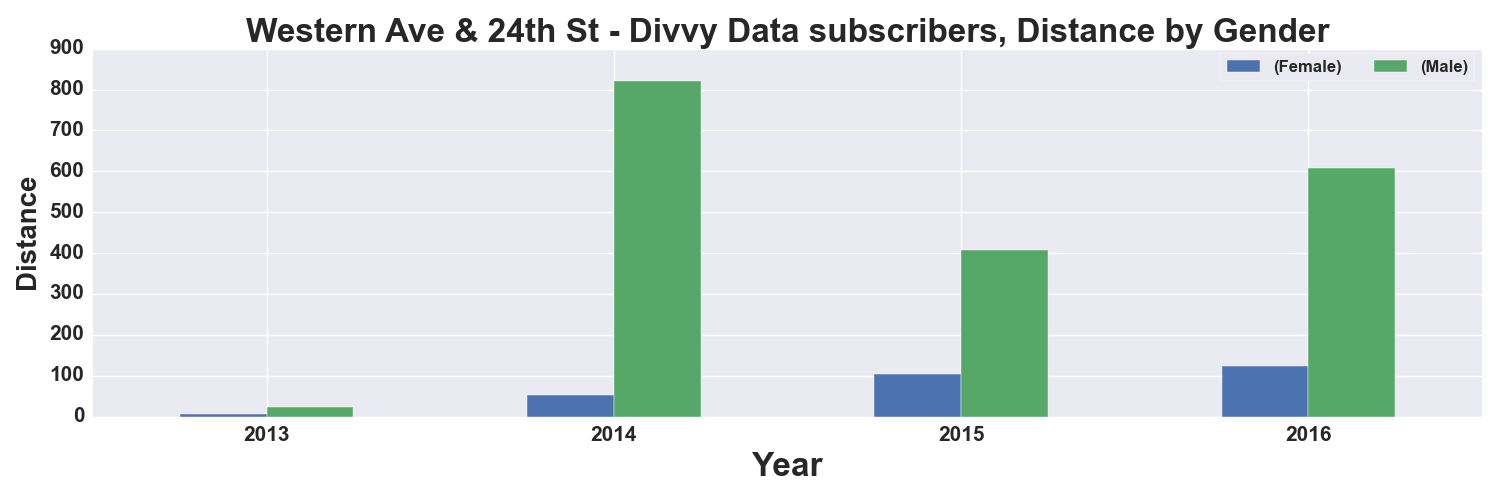 Western Ave & 24th St - Divvy Data subscribers, Distance by Gender
900
800
700
600
500
400
300
200
100
0
Distance
(Female) (Male)
2013 2014 2015 2016
Year